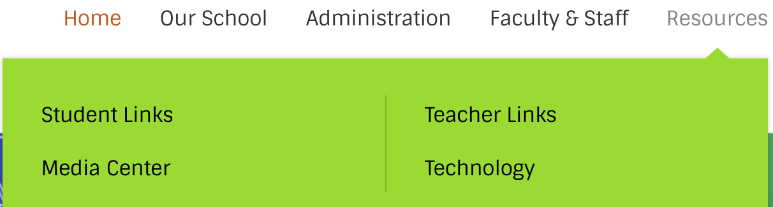 Home Our School Administration Faculty & Staff Resources
Student Links Teacher Links
Media Center Technology